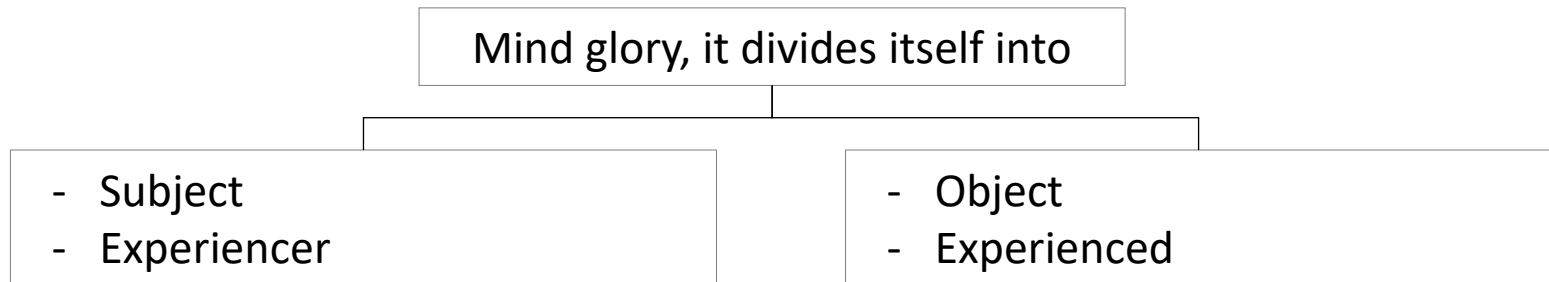 Mind glory, it divides itself into
- Subject
- Experiencer
- Object
- Experienced